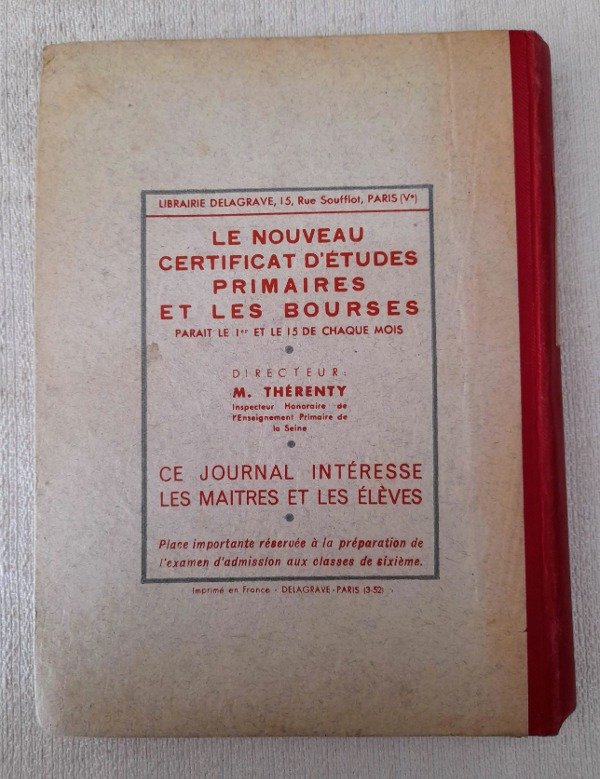 LIBRAIRIE DELAGRAVE, 15, Rue Soufflot, PARIS (Ve)
LE NOUVEAU
CERTIFICAT D'ÉTUDES
PRIMAIRES
ET LES BOURSES
PARAIT LE 1er ET LE 15 DE CHAQUE MOIS
DIRECTEUR:
M. THÉRENTY
Inspecteur Honoraire de
l'Enseignement Primaire de
la Seine
CE JOURNAL INTÉRESSE
LES MAITRES ET LES ÉLÈVES
Place importante réservée à la préparation de
l'examen d'admission aux classes de sixième.
Imprimé en France - DELAGRAVE - PARIS (3-52)